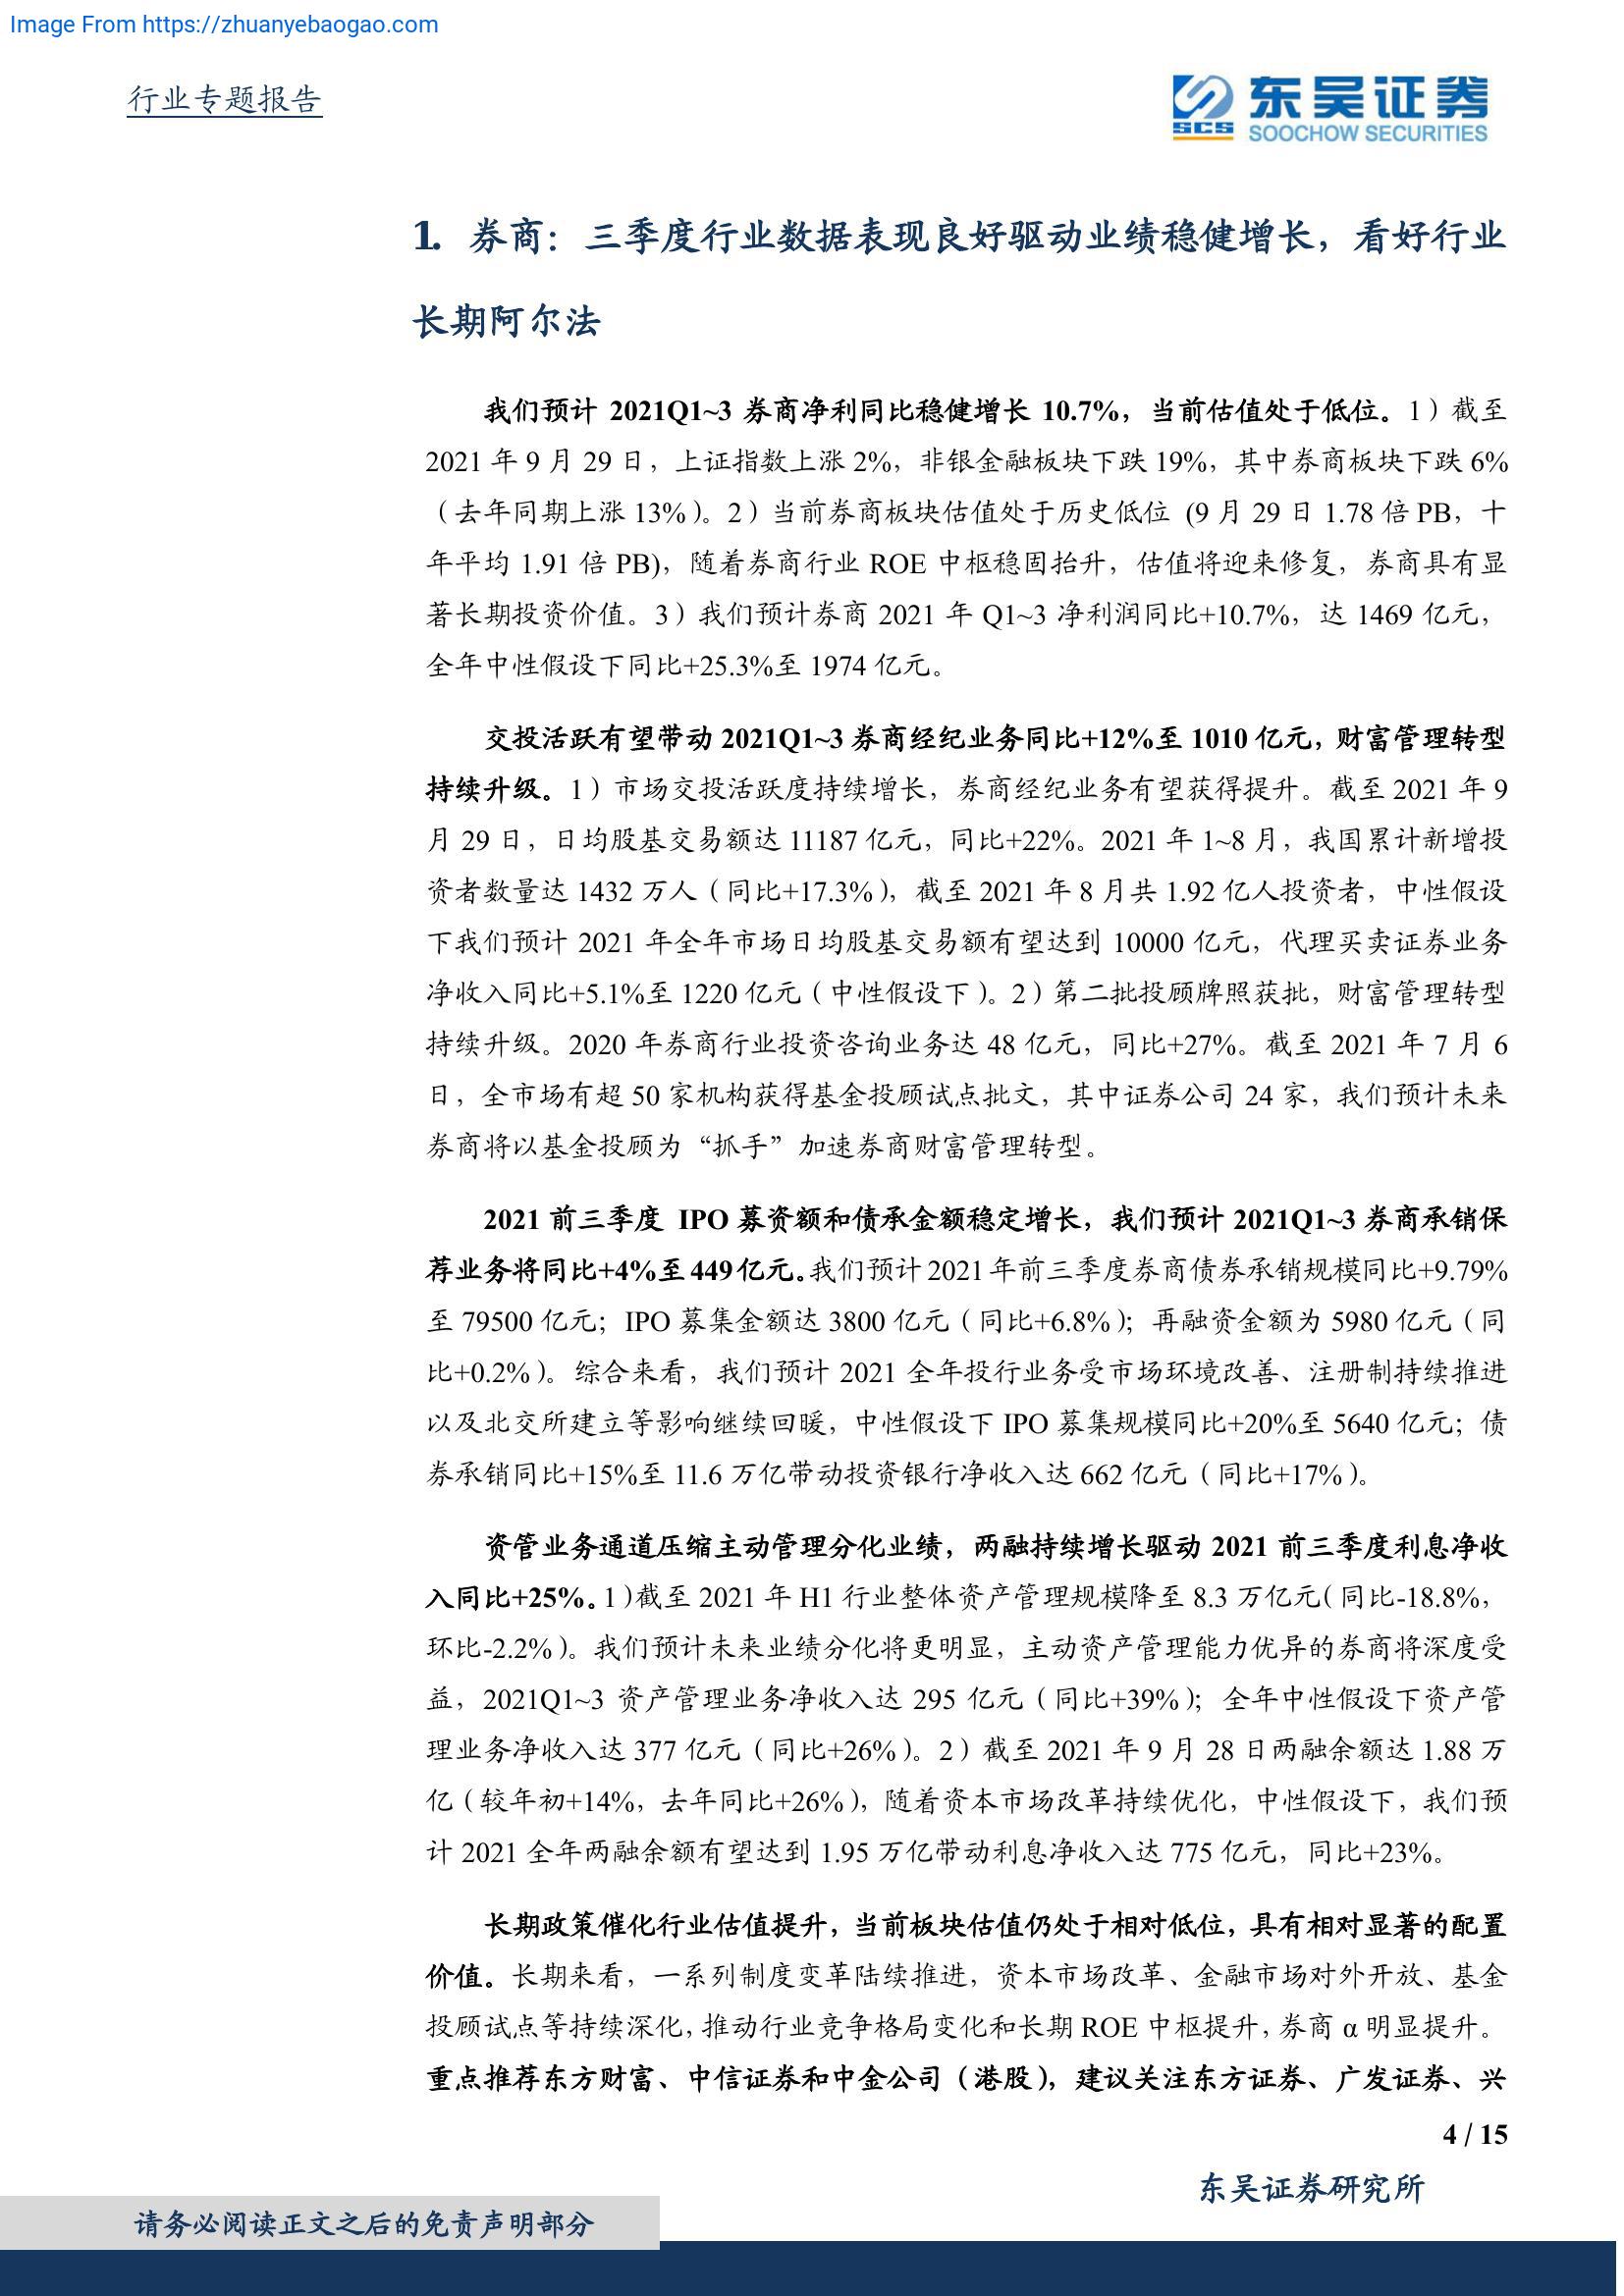 Image From https://zhuanyebaogao.com
行业专题报告
SCS 东吴证券
SOOCHOW SECURITIES
1. 券商：三季度行业数据表现良好驱动业绩稳健增长，看好行业
长期阿尔法
我们预计 2021Q1~3 券商净利同比稳健增长 10.7%，当前估值处于低位。1）截至
2021 年 9 月 29 日，上证指数上涨 2%，非银金融板块下跌 19%，其中券商板块下跌 6%
（去年同期上涨 13%）。2）当前券商板块估值处于历史低位 (9 月 29 日 1.78 倍 PB，十
年平均 1.91 倍 PB)，随着券商行业 ROE 中枢稳固抬升，估值将迎来修复，券商具有显
著长期投资价值。3）我们预计券商 2021 年 Q1~3 净利润同比+10.7%，达 1469 亿元，
全年中性假设下同比+25.3%至 1974 亿元。
交投活跃有望带动 2021Q1~3 券商经纪业务同比+12%至 1010 亿元，财富管理转型
持续升级。1）市场交投活跃度持续增长，券商经纪业务有望获得提升。截至 2021 年 9
月 29 日，日均股基交易额达 11187 亿元，同比+22%。2021 年 1~8 月，我国累计新增投
资者数量达 1432 万人（同比+17.3%），截至 2021 年 8 月共 1.92 亿人投资者，中性假设
下我们预计 2021 年全年市场日均股基交易额有望达到 10000 亿元，代理买卖证券业务
净收入同比+5.1%至 1220 亿元（中性假设下）。2）第二批投顾牌照获批，财富管理转型
持续升级。2020 年券商行业投资咨询业务达 48 亿元，同比+27%。截至 2021 年 7 月 6
日，全市场有超 50 家机构获得基金投顾试点批文，其中证券公司 24 家，我们预计未来
券商将以基金投顾为“抓手”加速券商财富管理转型。
2021 前三季度 IPO 募资额和债承金额稳定增长，我们预计 2021Q1~3 券商承销保
荐业务将同比+4%至 449 亿元。我们预计 2021 年前三季度券商债券承销规模同比+9.79%
至 79500 亿元；IPO 募集金额达 3800 亿元（同比+6.8%）；再融资金额为 5980 亿元（同
比+0.2%）。综合来看，我们预计 2021 全年投行业务受市场环境改善、注册制持续推进
以及北交所建立等影响继续回暖，中性假设下 IPO 募集规模同比+20%至 5640 亿元；债
券承销同比+15%至 11.6 万亿带动投资银行净收入达 662 亿元（同比+17%）。
资管业务通道压缩主动管理分化业绩，两融持续增长驱动 2021 前三季度利息净收
入同比+25%。1）截至 2021 年 H1 行业整体资产管理规模降至 8.3 万亿元（同比-18.8%，
环比-2.2%）。我们预计未来业绩分化将更明显，主动资产管理能力优异的券商将深度受
益，2021Q1~3 资产管理业务净收入达 295 亿元（同比+39%）；全年中性假设下资产管
理业务净收入达 377 亿元（同比+26%）。2）截至 2021 年 9 月 28 日两融余额达 1.88 万
亿（较年初+14%，去年同比+26%），随着资本市场改革持续优化，中性假设下，我们预
计 2021 全年两融余额有望达到 1.95 万亿带动利息净收入达 775 亿元，同比+23%。
长期政策催化行业估值提升，当前板块估值仍处于相对低位，具有相对显著的配置
价值。长期来看，一系列制度变革陆续推进，资本市场改革、金融市场对外开放、基金
投顾试点等持续深化，推动行业竞争格局变化和长期 ROE 中枢提升，券商 α 明显提升。
重点推荐东方财富、中信证券和中金公司（港股），建议关注东方证券、广发证券、兴
4 / 15
东吴证券研究所
请务必阅读正文之后的免责声明部分